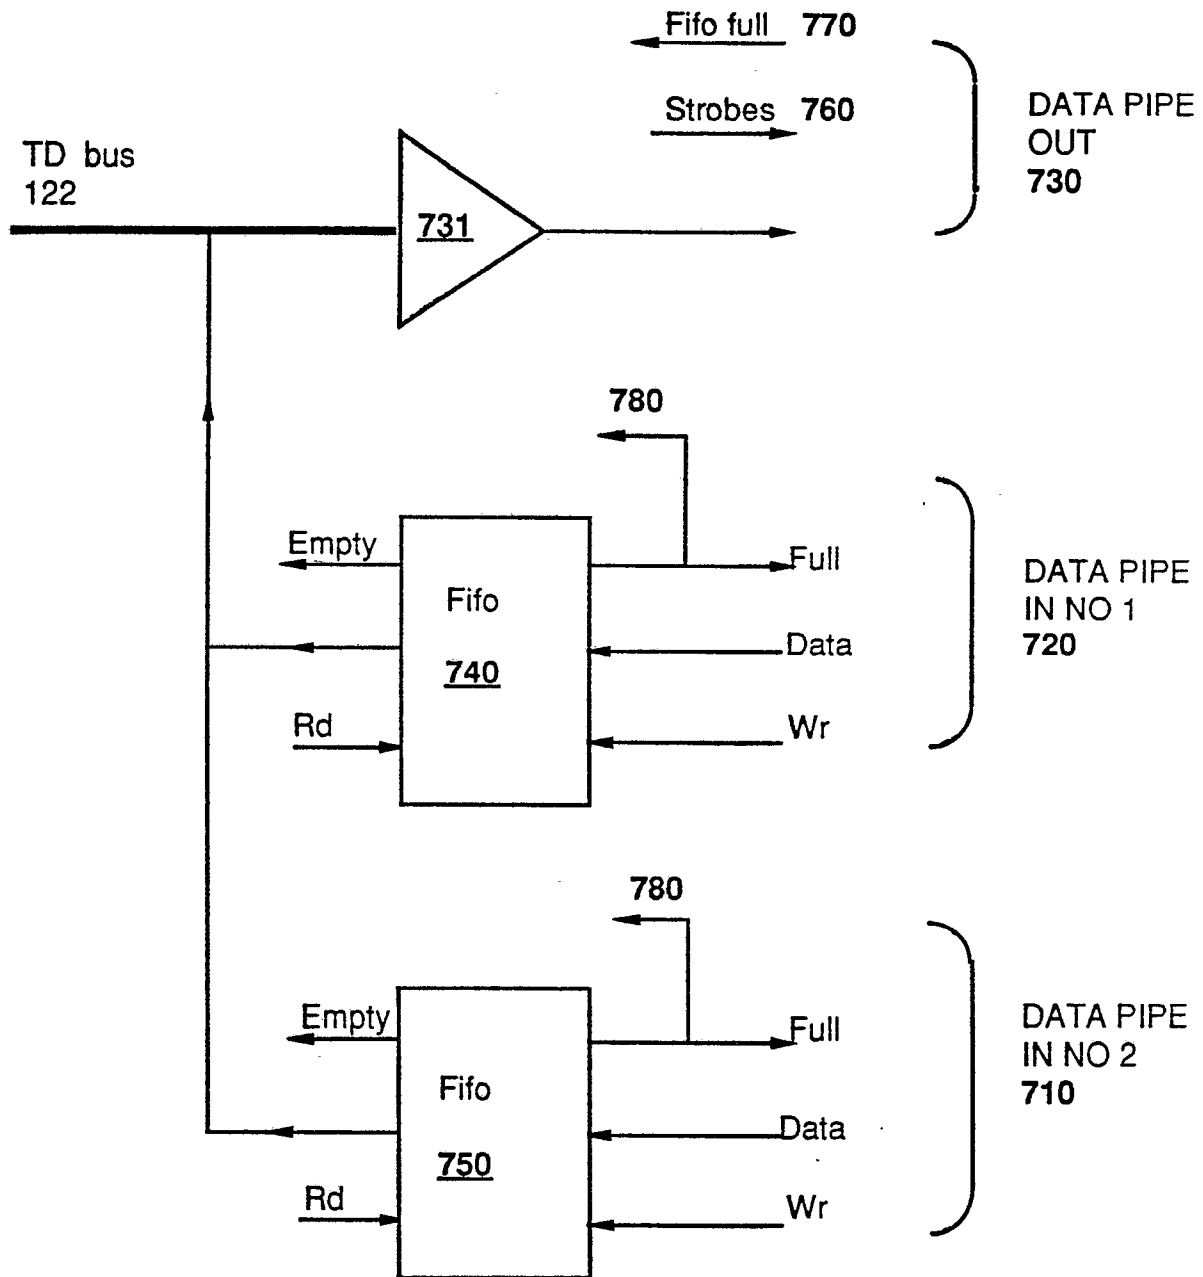 Fifo full 770
Strobes 760
DATA PIPE
OUT
730
TD bus
122
731
780
Empty
Full
Fifo
740
Data
Rd
Wr
DATA PIPE
IN NO 1
720
780
Empty
Full
Fifo
750
Data
Rd
Wr
DATA PIPE
IN NO 2
710